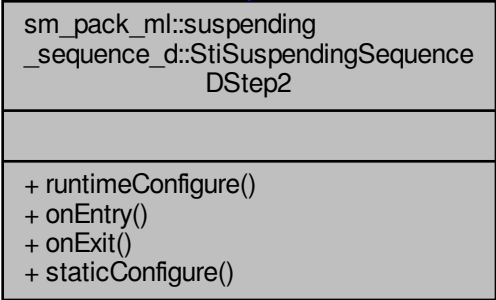 sm_pack_ml::suspending
_sequence_d::StiSuspendingSequence
DStep2
+ runtimeConfigure()
+ onEntry()
+ onExit()
+ staticConfigure()